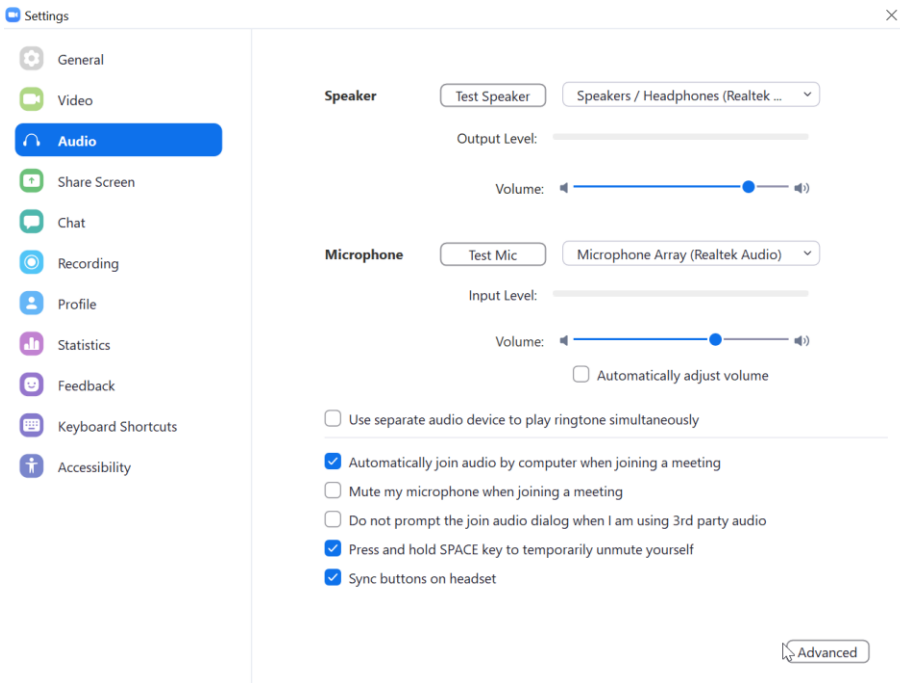 Settings
General
Video
Audio
Share Screen
Chat
Recording
Profile
Statistics
Feedback
Keyboard Shortcuts
Accessibility
Speaker
Test Speaker
Speakers / Headphones (Realtek ...
Output Level:
Volume:
Microphone
Test Mic
Microphone Array (Realtek Audio)
Input Level:
Volume:
Automatically adjust volume
Use separate audio device to play ringtone simultaneously
Automatically join audio by computer when joining a meeting
Mute my microphone when joining a meeting
Do not prompt the join audio dialog when I am using 3rd party audio
Press and hold SPACE key to temporarily unmute yourself
Sync buttons on headset
Advanced